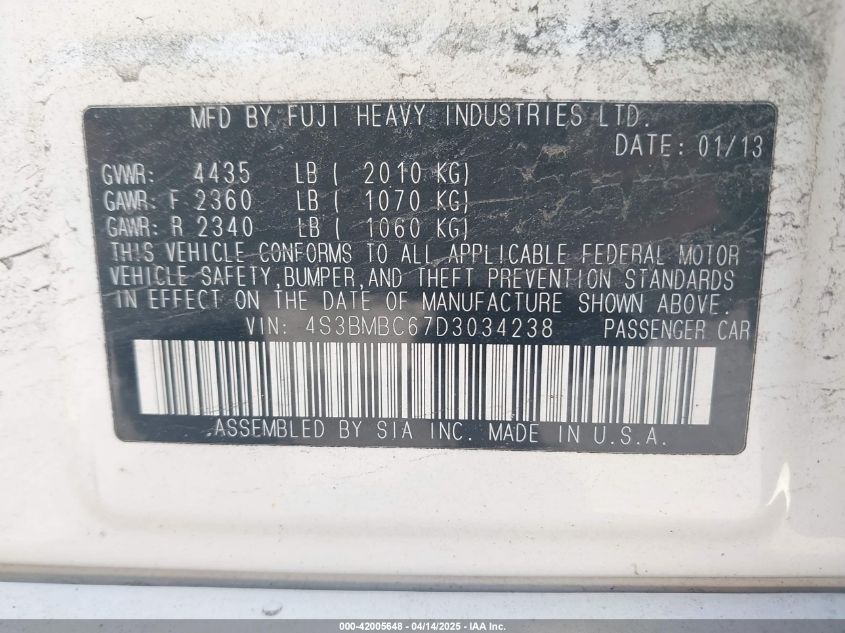 MFD BY FUJI HEAVY INDUSTRIES LTD.
DATE: 01/13
GVWR: 4435 LB ( 2010 KG)
GAWR: F 2360 LB ( 1070 KG)
GAWR: R 2340 LB ( 1060 KG)
THIS VEHICLE CONFORMS TO ALL APPLICABLE FEDERAL MOTOR
VEHICLE SAFETY,BUMPER,AND THEFT PREVENTION STANDARDS
IN EFFECT ON THE DATE OF MANUFACTURE SHOWN ABOVE.
VIN: 4S3BMBC67D3034238 PASSENGER CAR
ASSEMBLED BY SIA INC. MADE IN U.S.A.
000-42005648 - 04/14/2025 - IAA Inc.